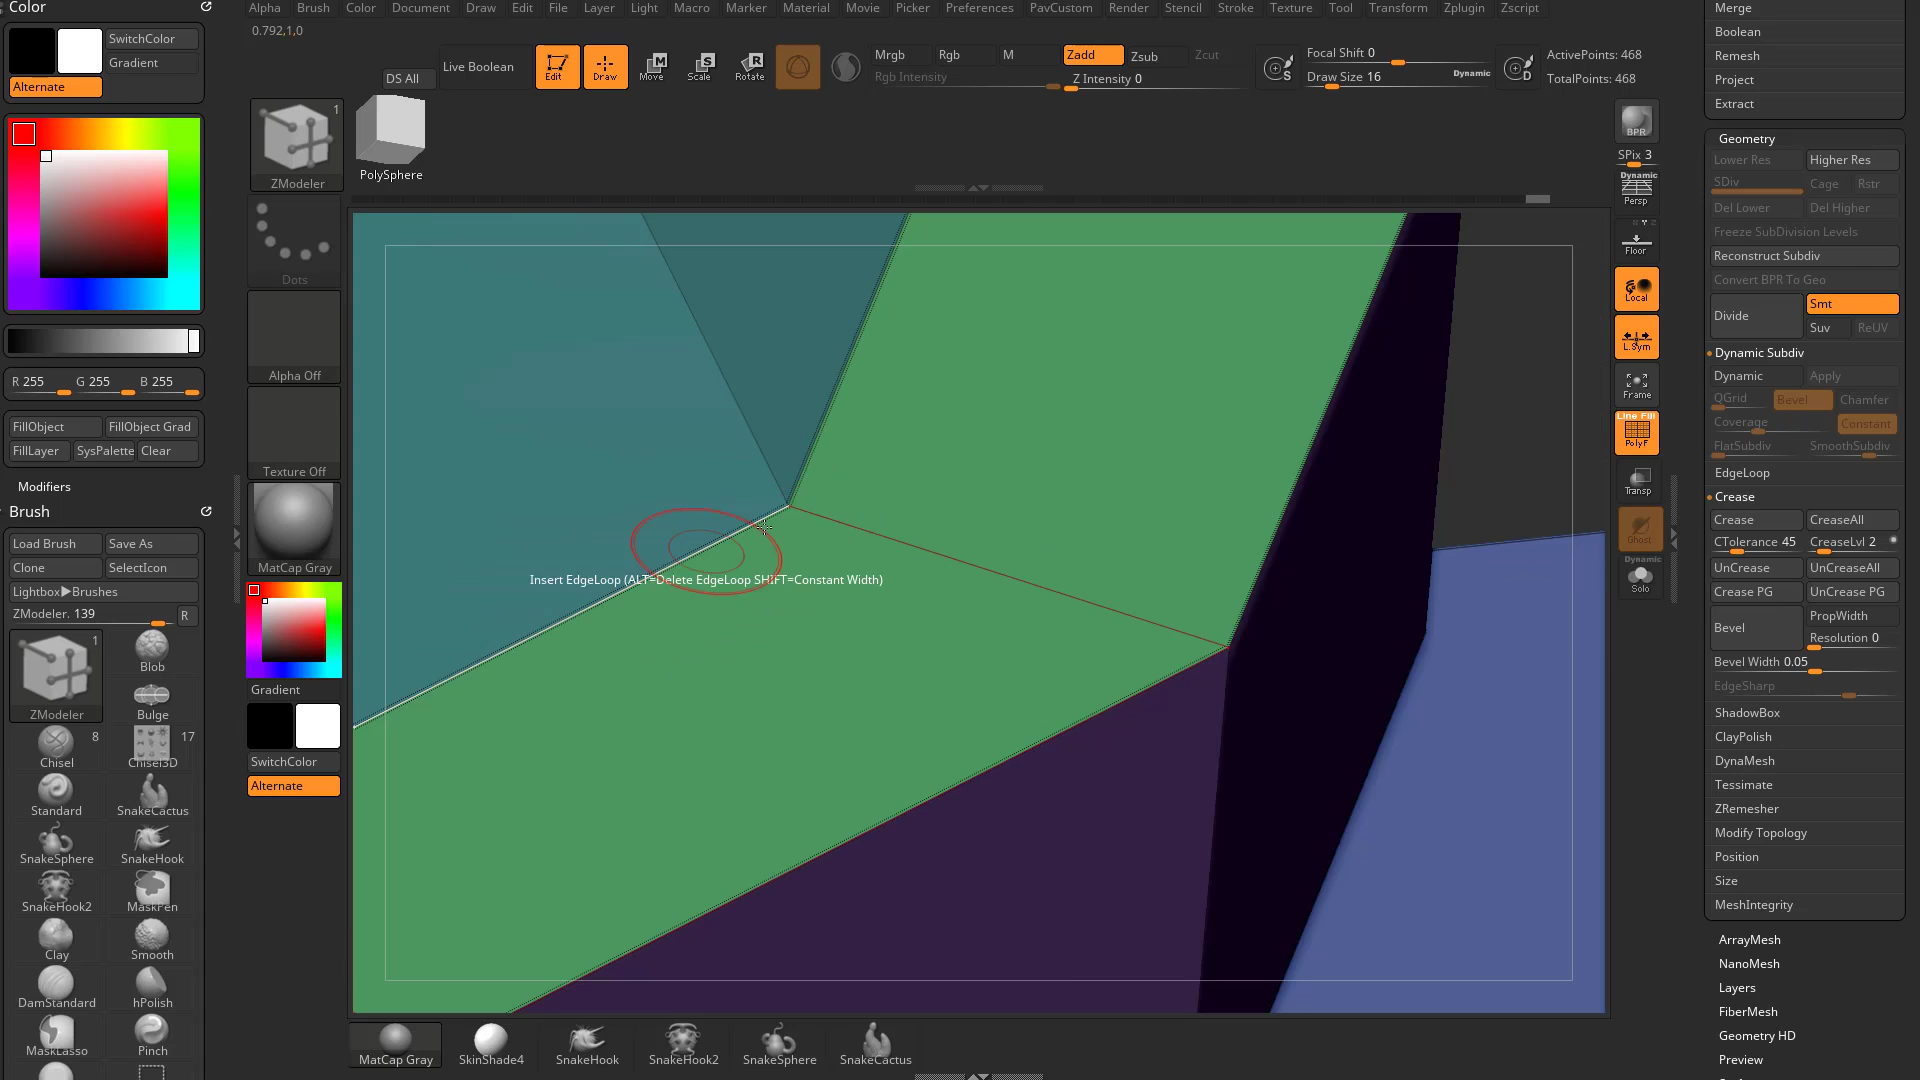 Color
SwitchColor
Gradient
Alternate
R 255 G 255 B 255
FillObject FillObject Grad
FillLayer SysPalette Clear
Modifiers
Brush
Load Brush Save As
Clone SelectIcon
Lightbox▶Brushes
ZModeler. 139 R
1
ZModeler
Blob
Bulge
8
Chisel
17
Chisel3D
Standard SnakeCactus
SnakeSphere SnakeHook
SnakeHook2 MaskPen
Clay Smooth
DamStandard hPolish
MaskLasso Pinch
Alpha Brush Color Document Draw Edit File Layer Light Macro Marker Material Movie Picker Preferences PavCustom Render Stencil Stroke Texture Tool Transform Zplugin Zscript
0.792,1,0
DS All
Live Boolean
Edit
Draw
Move
Scale
Rotate
Mrgb Rgb M
Rgb Intensity
Zadd Zsub Zcut
Z Intensity 0
Focal Shift 0
Draw Size 16 Dynamic
S
D
ActivePoints: 468
TotalPoints: 468
1
ZModeler
PolySphere
Dots
Alpha Off
Texture Off
MatCap Gray
Gradient
SwitchColor
Alternate
Insert EdgeLoop (ALT=Delete EdgeLoop SHIFT=Constant Width)
MatCap Gray SkinShade4 SnakeHook SnakeHook2 SnakeSphere SnakeCactus
BPR
SPix 3
Dynamic
Persp
Floor
Local
L.Sym
Frame
Line Fill
PolyF
Transp
Ghost
Dynamic
Solo
Merge
Boolean
Remesh
Project
Extract
Geometry
Lower Res Higher Res
SDiv Cage Rstr
Del Lower Del Higher
Freeze SubDivision Levels
Reconstruct Subdiv
Convert BPR To Geo
Divide
Smt
Suv ReUV
Dynamic Subdiv
Dynamic Apply
QGrid Bevel Chamfer
Coverage Constant
FlatSubdiv SmoothSubdiv
EdgeLoop
Crease
Crease CreaseAll
CTolerance 45 CreaseLvl 2
UnCrease UnCreaseAll
Crease PG UnCrease PG
Bevel
PropWidth
Resolution 0
Bevel Width 0.05
EdgeSharp
ShadowBox
ClayPolish
DynaMesh
Tessimate
ZRemesher
Modify Topology
Position
Size
MeshIntegrity
ArrayMesh
NanoMesh
Layers
FiberMesh
Geometry HD
Preview